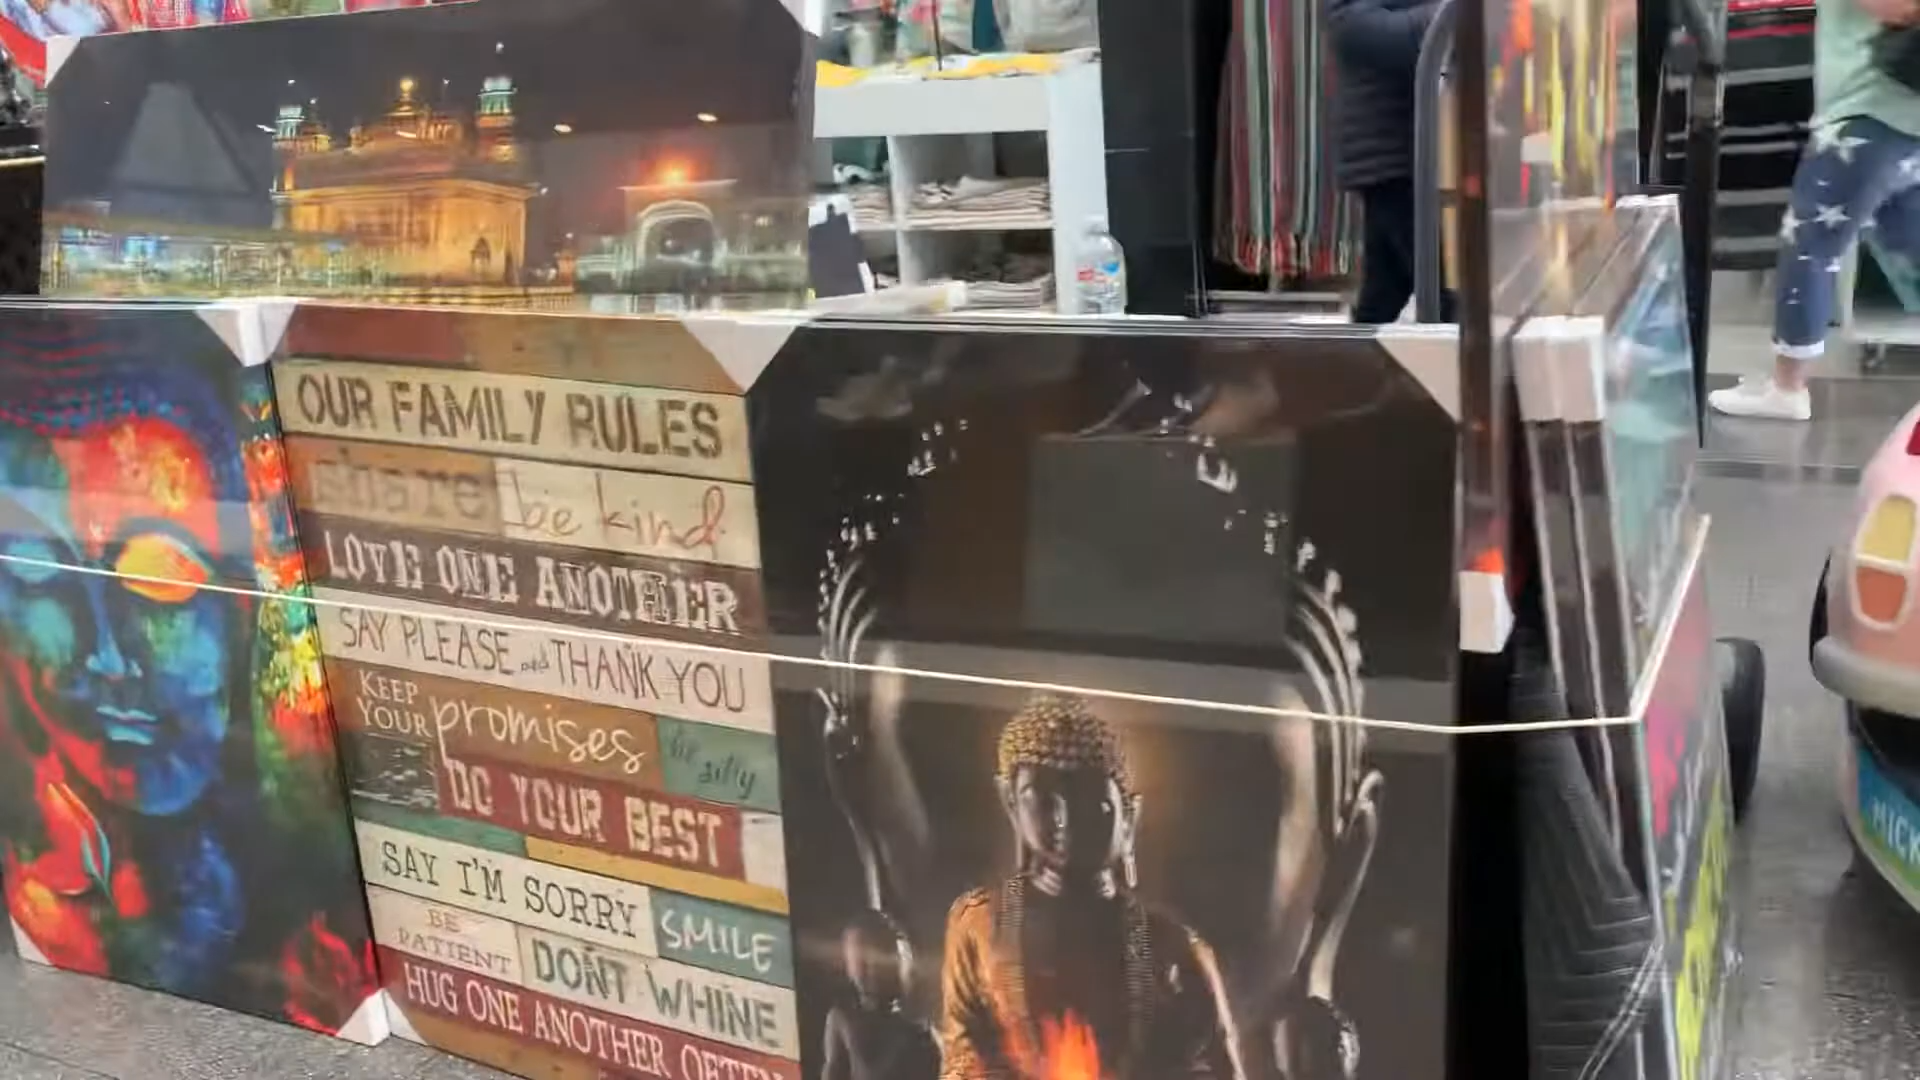 OUR FAMILY RULES
share be kind
LOVE ONE ANOTHER
SAY PLEASE and THANK YOU
KEEP YOUR promises be silly
DO YOUR BEST
SAY I'M SORRY SMILE
BE PATIENT DON'T WHINE
HUG ONE ANOTHER OFTEN
MICK